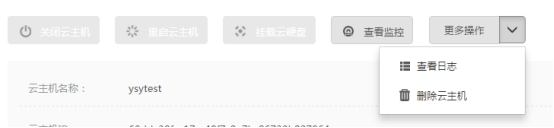 关闭云主机
重启云主机
挂载云硬盘
查看监控
更多操作
查看日志
删除云主机
云主机名称：
ysytest